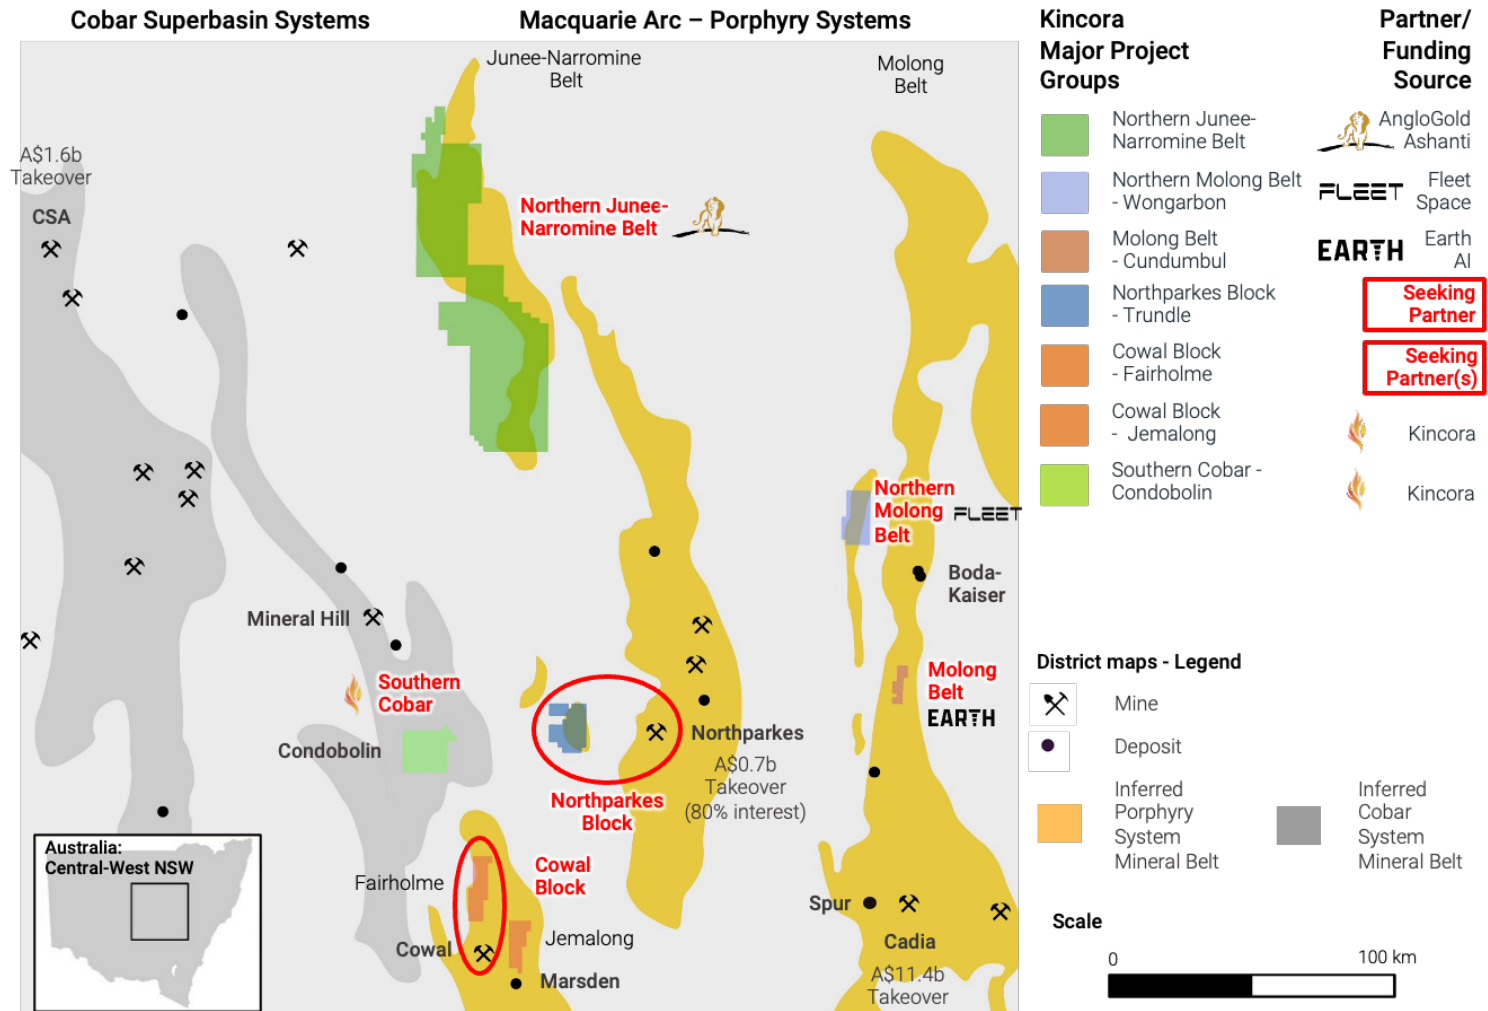 Cobar Superbasin Systems
Macquarie Arc – Porphyry Systems
Junee-Narromine
Belt
Molong
Belt
A$1.6b
Takeover
CSA
Northern Junee-
Narromine Belt
Northern
Molong
Belt
FLEET
Boda-
Kaiser
Mineral Hill
Southern
Cobar
Condobolin
Molong
Belt
EARTH
Northparkes
A$0.7b
Takeover
(80% interest)
Northparkes
Block
Cowal
Block
Fairholme
Cowal
Jemalong
Marsden
Spur
Cadia
A$11.4b
Takeover
Australia:
Central-West NSW
Kincora
Major Project
Groups
Partner/
Funding
Source
Northern Junee-
Narromine Belt
AngloGold
Ashanti
Northern Molong Belt
- Wongarbon
FLEET
Fleet
Space
Molong Belt
- Cundumbul
EARTH
Earth
AI
Northparkes Block
- Trundle
Seeking
Partner
Cowal Block
- Fairholme
Seeking
Partner(s)
Cowal Block
- Jemalong
Kincora
Southern Cobar -
Condobolin
Kincora
District maps - Legend
Mine
Deposit
Inferred
Porphyry
System
Mineral Belt
Inferred
Cobar
System
Mineral Belt
Scale
0
100 km